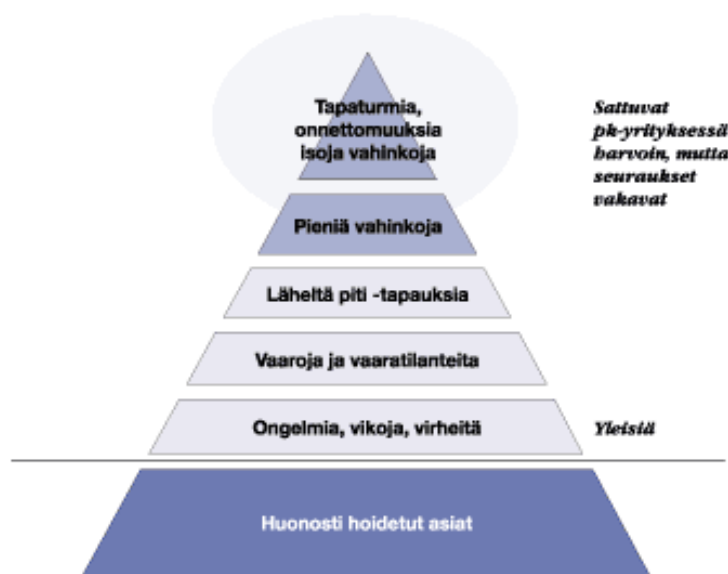 Tapaturmia,
onnettomuuksia
isoja vahinkoja
Sattuvat
pk-yrityksessä
harvoin, mutta
seuraukset
vakavat
Pieniä vahinkoja
Läheltä piti -tapauksia
Vaaroja ja vaaratilanteita
Ongelmia, vikoja, virheitä
Yleisiä
Huonosti hoidetut asiat